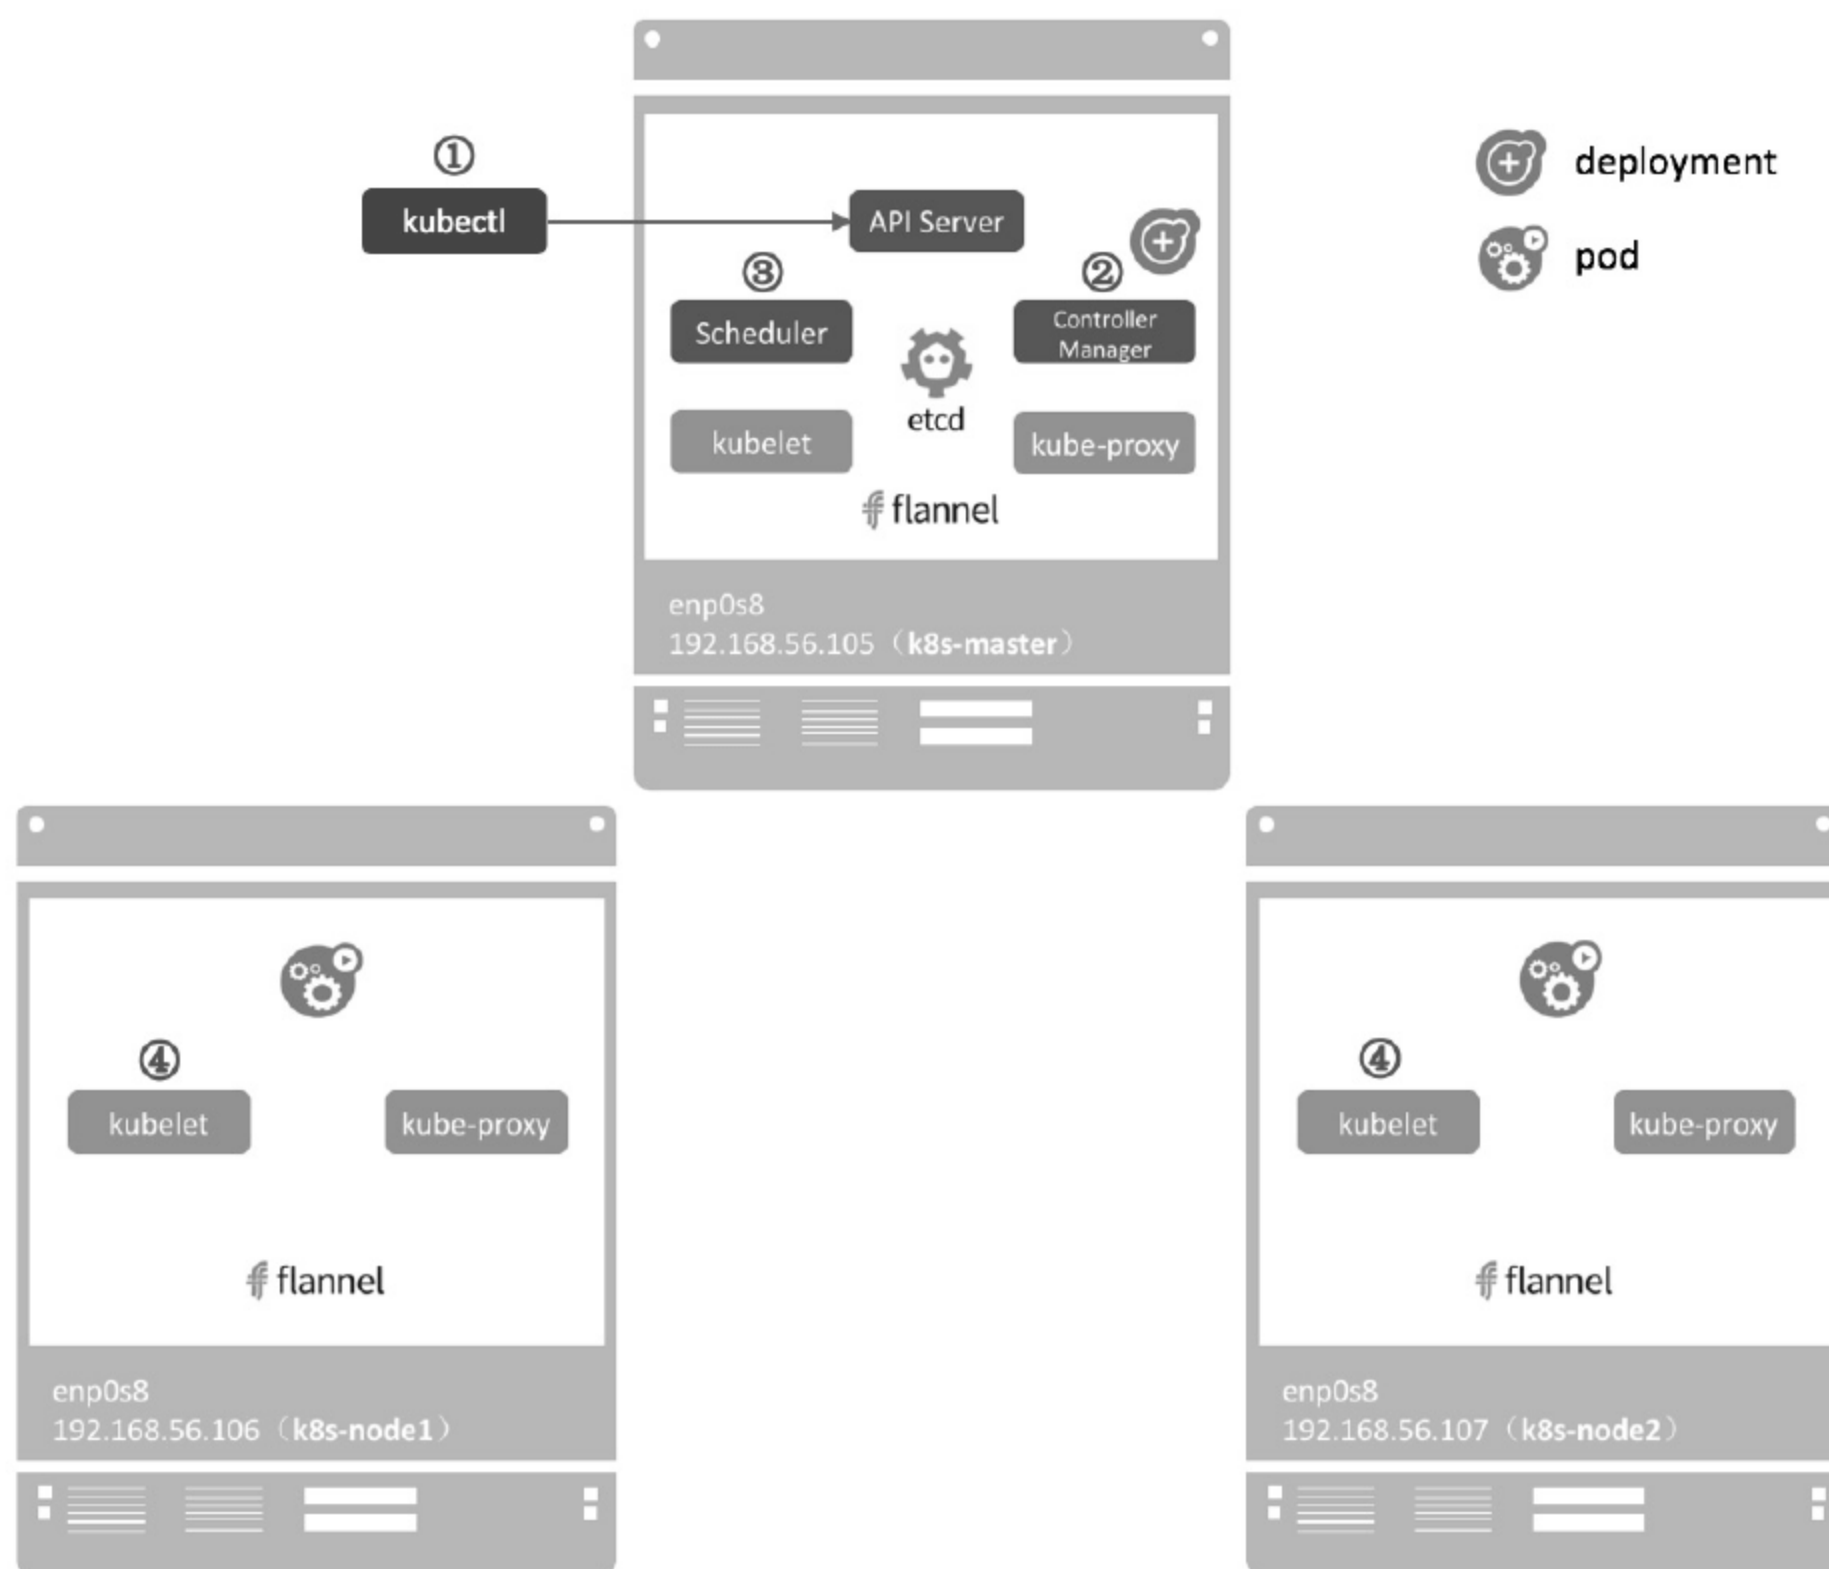 ①
kubectl
API Server
③
②
Scheduler
Controller
Manager
etcd
kubelet
kube-proxy
flannel
enp0s8
192.168.56.105（k8s-master）
deployment
pod
④
kubelet
kube-proxy
flannel
enp0s8
192.168.56.106（k8s-node1）
④
kubelet
kube-proxy
flannel
enp0s8
192.168.56.107（k8s-node2）